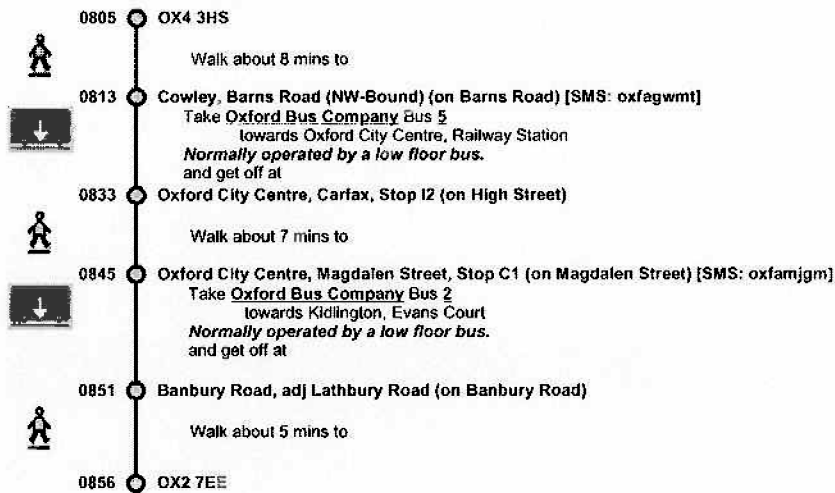 0805 OX4 3HS
Walk about 8 mins to
0813 Cowley, Barns Road (NW-Bound) (on Barns Road) [SMS: oxfagwmt]
Take Oxford Bus Company Bus 5
towards Oxford City Centre, Railway Station
Normally operated by a low floor bus.
and get off at
0833 Oxford City Centre, Carfax, Stop I2 (on High Street)
Walk about 7 mins to
0845 Oxford City Centre, Magdalen Street, Stop C1 (on Magdalen Street) [SMS: oxfamjgm]
Take Oxford Bus Company Bus 2
towards Kidlington, Evans Court
Normally operated by a low floor bus.
and get off at
0851 Banbury Road, adj Lathbury Road (on Banbury Road)
Walk about 5 mins to
0856 OX2 7EE